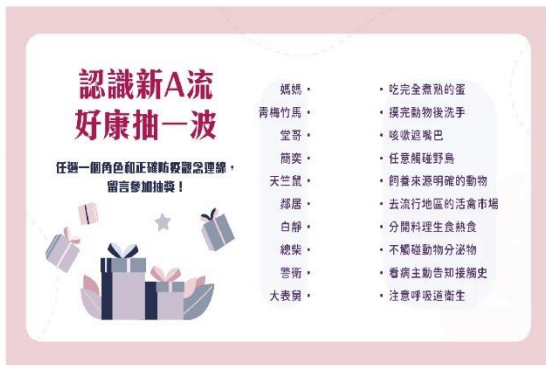 認識新A流
好康抽一波
任選一個角色和正確防疫觀念連線，
留言參加抽獎！
媽媽・
青梅竹馬・
堂哥・
簡奕・
天竺鼠・
鄰居・
白靜・
總柴・
警衛・
大表舅・
・吃完全煮熟的蛋
・摸完動物後洗手
・咳嗽遮嘴巴
・任意觸碰野鳥
・飼養來源明確的動物
・去流行地區的活禽市場
・分開料理生食熟食
・不觸碰動物分泌物
・看病主動告知接觸史
・注意呼吸道衛生